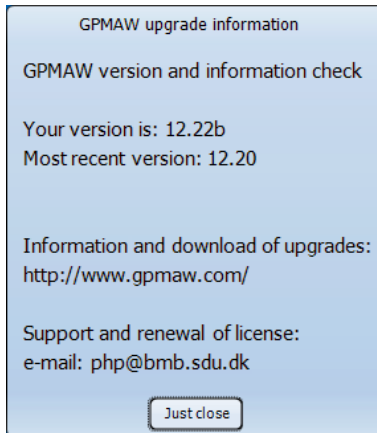 GPMAW upgrade information
GPMAW version and information check
Your version is: 12.22b
Most recent version: 12.20
Information and download of upgrades:
http://www.gpmaw.com/
Support and renewal of license:
e-mail: php@bmb.sdu.dk
Just close